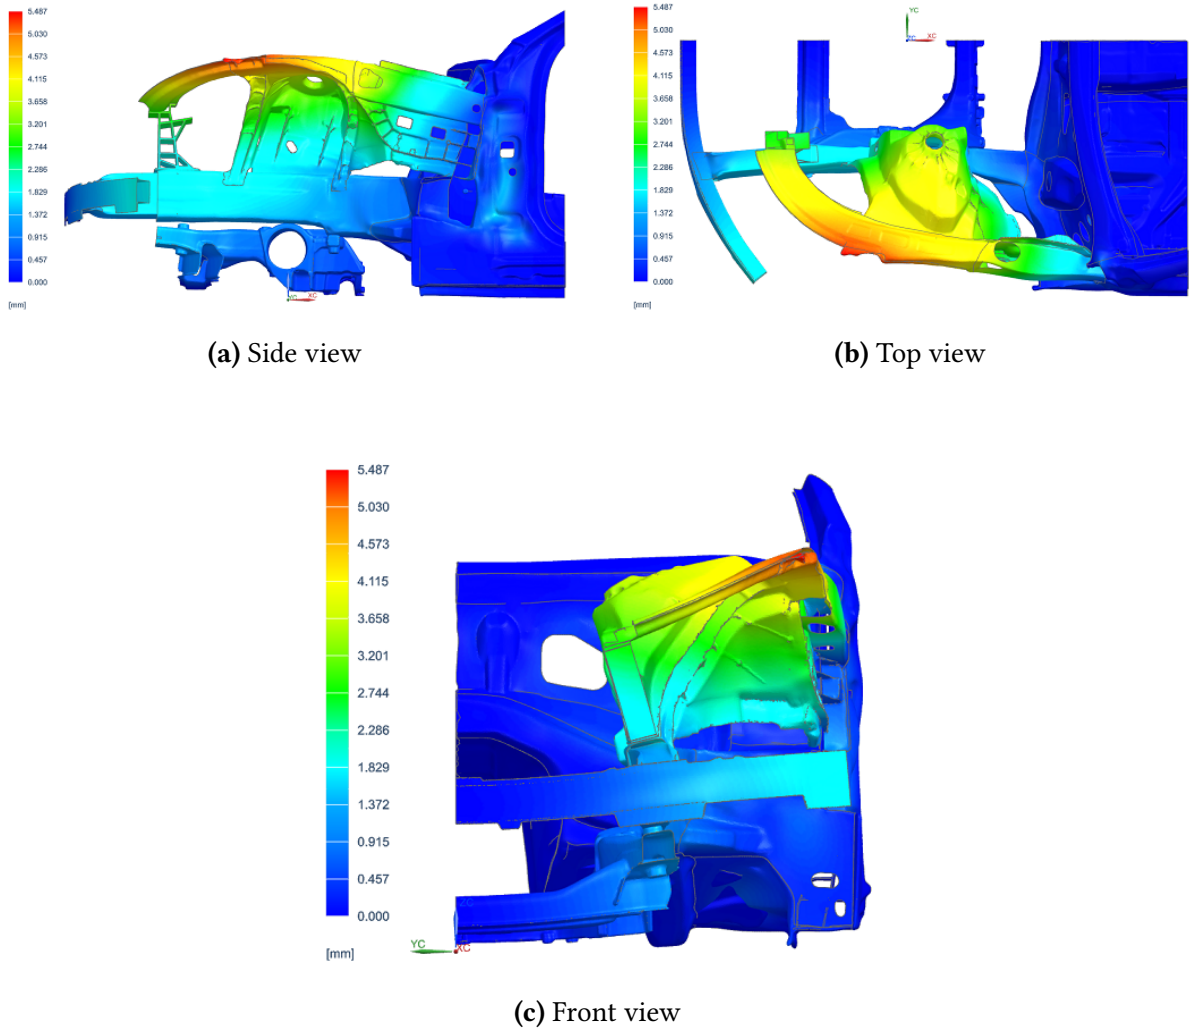 5.487
5.030
4.573
4.115
3.658
3.201
2.744
2.286
1.829
1.372
0.915
0.457
0.000
[mm]
YC
XC
(a) Side view
5.487
5.030
4.573
4.115
3.658
3.201
2.744
2.286
1.829
1.372
0.915
0.457
0.000
[mm]
YC
ZC
XC
(b) Top view
5.487
5.030
4.573
4.115
3.658
3.201
2.744
2.286
1.829
1.372
0.915
0.457
0.000
[mm]
ZC
YC
XC
(c) Front view